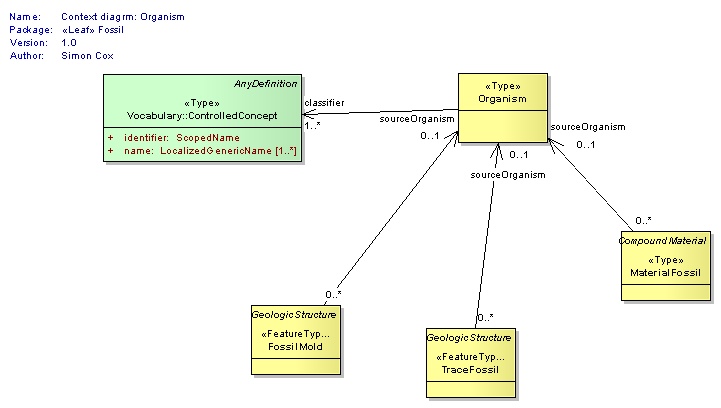 Name: Context diagrm: Organism
Package: «Leaf» Fossil
Version: 1.0
Author: Simon Cox
AnyDefinition
«Type»
Vocabulary::ControlledConcept
+ identifier: ScopedName
+ name: LocalizedGenericName [1..*]
classifier
1..*
«Type»
Organism
sourceOrganism
0..1
sourceOrganism
0..1
0..1
sourceOrganism
0..*
CompoundMaterial
«Type»
MaterialFossil
0..*
GeologicStructure
«FeatureTyp...
FossilMold
0..*
GeologicStructure
«FeatureTyp...
TraceFossil